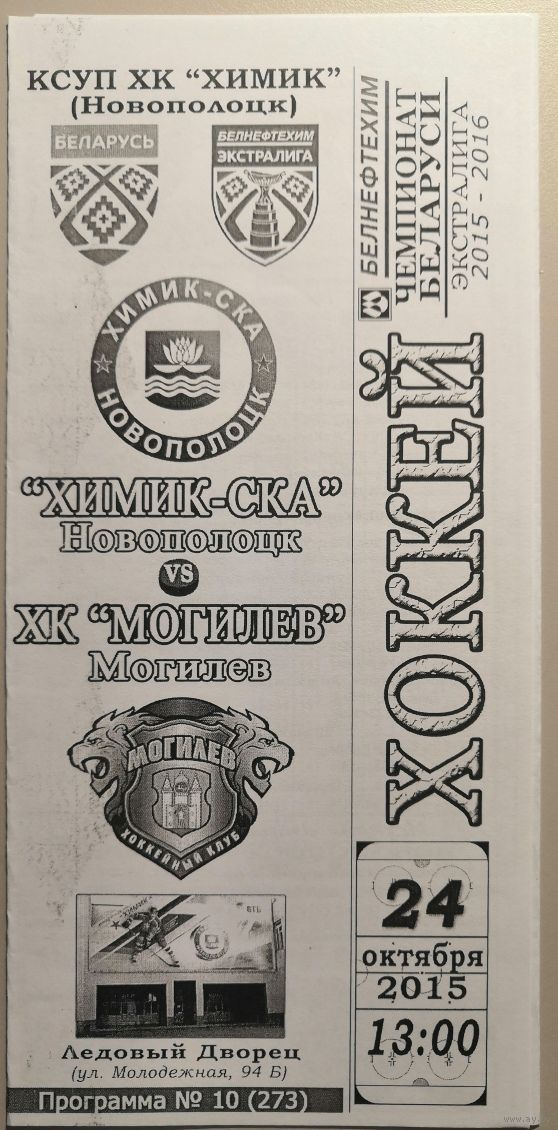 КСУП ХК “ХИМИК”
(Новополоцк)
БЕЛАРУСЬ
БЕЛНЕФТЕХИМ
ЭКСТРАЛИГА
ХИМИК-СКА
НОВОПОЛОЦК
“ХИМИК-СКА”
Новополоцк
vs
ХК “МОГИЛЕВ”
Могилев
МОГИЛЕВ
ХОККЕЙНЫЙ КЛУБ
ХИМИК
Ледовый Дворец
(ул. Молодежная, 94 Б)
Программа № 10 (273)
БЕЛНЕФТЕХИМ
ЧЕМПИОНАТ
БЕЛАРУСИ
ЭКСТРАЛИГА
2015 - 2016
ХОККЕЙ
24
октября
2015
13:00